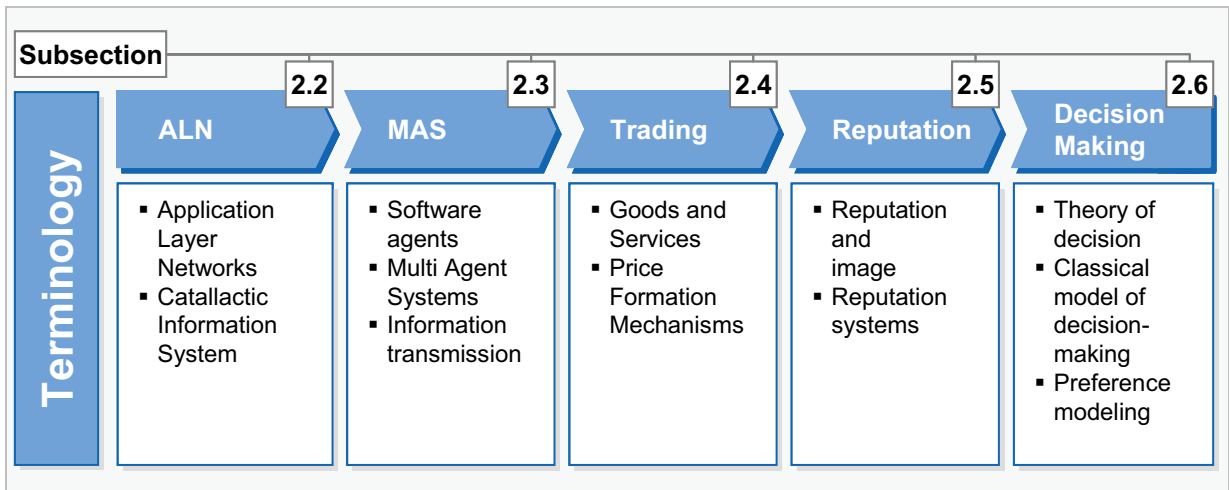 Subsection
2.2
2.3
2.4
2.5
2.6
Terminology
ALN
MAS
Trading
Reputation
Decision
Making
▪ Application
Layer
Networks
▪ Catallactic
Information
System
▪ Software
agents
▪ Multi Agent
Systems
▪ Information
transmission
▪ Goods and
Services
▪ Price
Formation
Mechanisms
▪ Reputation
and
image
▪ Reputation
systems
▪ Theory of
decision
▪ Classical
model of
decision-
making
▪ Preference
modeling